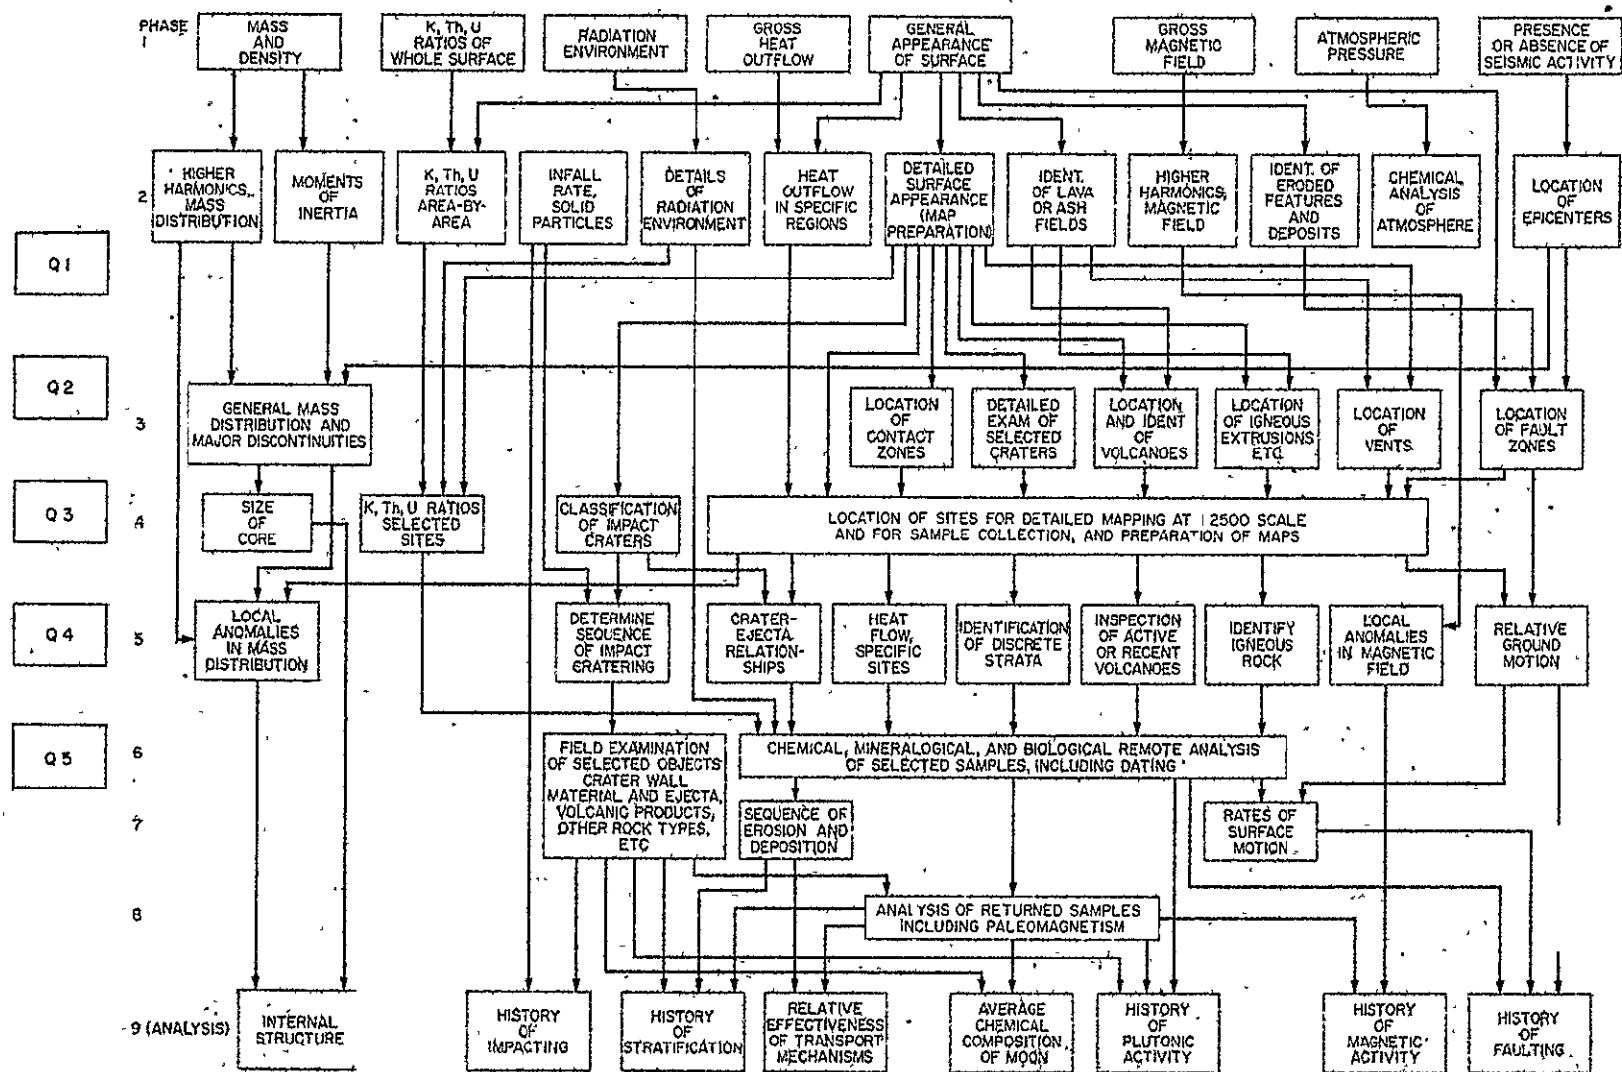 PHASE
1
MASS
AND
DENSITY
K, Th, U
RATIOS OF
WHOLE SURFACE
RADIATION
ENVIRONMENT
GROSS
HEAT
OUTFLOW
GENERAL
APPEARANCE
OF SURFACE
GROSS
MAGNETIC
FIELD
ATMOSPHERIC
PRESSURE
PRESENCE
OR ABSENCE OF
SEISMIC ACTIVITY
2
HIGHER
HARMONICS,
MASS
DISTRIBUTION
MOMENTS
OF
INERTIA
K, Th, U
RATIOS
AREA-BY-
AREA
INFALL
RATE,
SOLID
PARTICLES
DETAILS
OF
RADIATION
ENVIRONMENT
HEAT
OUTFLOW
IN SPECIFIC
REGIONS
DETAILED
SURFACE
APPEARANCE
(MAP
PREPARATION)
IDENT.
OF LAVA
OR ASH
FIELDS
HIGHER
HARMONICS,
MAGNETIC
FIELD
IDENT. OF
ERODED
FEATURES
AND
DEPOSITS
CHEMICAL
ANALYSIS
OF
ATMOSPHERE
LOCATION
OF
EPICENTERS
Q1
Q2
3
GENERAL MASS
DISTRIBUTION AND
MAJOR DISCONTINUITIES
LOCATION
OF
CONTACT
ZONES
DETAILED
EXAM OF
SELECTED
CRATERS
LOCATION
AND IDENT
OF
VOLCANOES
LOCATION
OF IGNEOUS
EXTRUSIONS
ETC
LOCATION
OF
VENTS
LOCATION
OF FAULT
ZONES
Q3
4
SIZE
OF
CORE
K, Th, U RATIOS
SELECTED
SITES
CLASSIFICATION
OF IMPACT
CRATERS
LOCATION OF SITES FOR DETAILED MAPPING AT 1 2500 SCALE
AND FOR SAMPLE COLLECTION, AND PREPARATION OF MAPS
Q4
5
LOCAL
ANOMALIES
IN MASS
DISTRIBUTION
DETERMINE
SEQUENCE
OF IMPACT
CRATERING
CRATER-
EJECTA
RELATION-
SHIPS
HEAT
FLOW,
SPECIFIC
SITES
IDENTIFICATION
OF DISCRETE
STRATA
INSPECTION
OF ACTIVE
OR RECENT
VOLCANOES
IDENTIFY
IGNEOUS
ROCK
LOCAL
ANOMALIES
IN MAGNETIC
FIELD
RELATIVE
GROUND
MOTION
Q5
6
FIELD EXAMINATION
OF SELECTED OBJECTS
CRATER WALL
MATERIAL AND EJECTA,
VOLCANIC PRODUCTS,
OTHER ROCK TYPES,
ETC
CHEMICAL, MINERALOGICAL, AND BIOLOGICAL REMOTE ANALYSIS
OF SELECTED SAMPLES, INCLUDING DATING
7
SEQUENCE OF
EROSION AND
DEPOSITION
RATES OF
SURFACE
MOTION
8
ANALYSIS OF RETURNED SAMPLES
INCLUDING PALEOMAGNETISM
9 (ANALYSIS)
INTERNAL
STRUCTURE
HISTORY
OF
IMPACTING
HISTORY
OF
STRATIFICATION
RELATIVE
EFFECTIVENESS
OF TRANSPORT
MECHANISMS
AVERAGE
CHEMICAL
COMPOSITION
OF MOON
HISTORY
OF
PLUTONIC
ACTIVITY
HISTORY
OF
MAGNETIC
ACTIVITY
HISTORY
OF
FAULTING